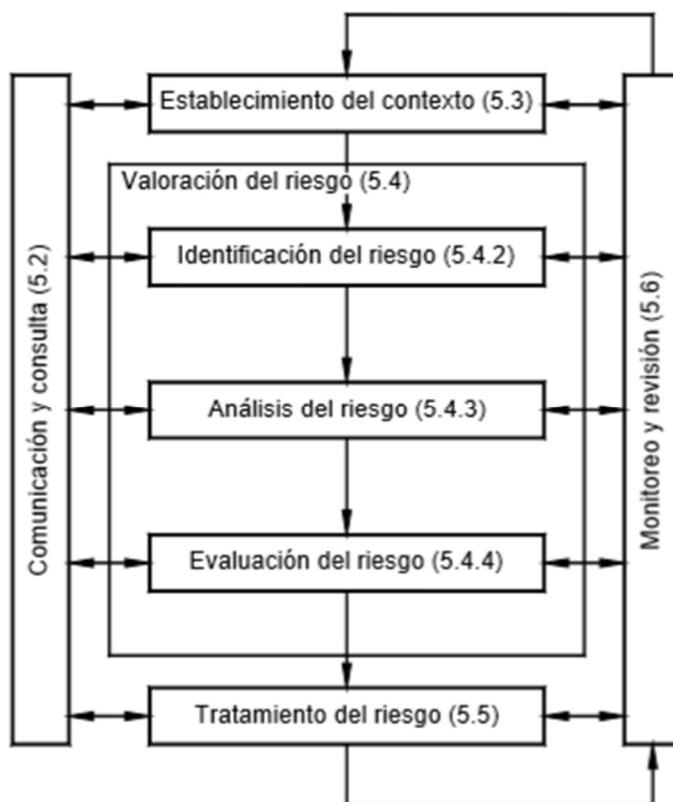 Establecimiento del contexto (5.3)
Valoración del riesgo (5.4)
Identificación del riesgo (5.4.2)
Análisis del riesgo (5.4.3)
Evaluación del riesgo (5.4.4)
Tratamiento del riesgo (5.5)
Comunicación y consulta (5.2)
Monitoreo y revisión (5.6)